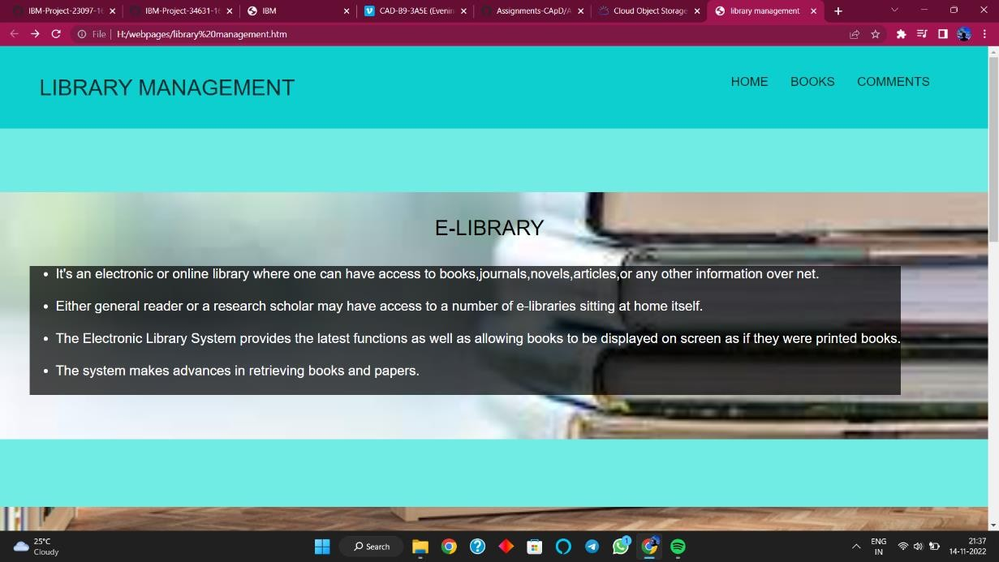 IBM-Project-23097-16
IBM-Project-34631-16
IBM
CAD-B9-3A5E (Evenin
Assignments-CApD/A
Cloud Object Storage
library management
File
H:/webpages/library%20management.htm
LIBRARY MANAGEMENT
HOME BOOKS COMMENTS
E-LIBRARY
• It's an electronic or online library where one can have access to books,journals,novels,articles,or any other information over net.
• Either general reader or a research scholar may have access to a number of e-libraries sitting at home itself.
• The Electronic Library System provides the latest functions as well as allowing books to be displayed on screen as if they were printed books.
• The system makes advances in retrieving books and papers.
25°C
Cloudy
Search
1
ENG
IN
21:37
14-11-2022